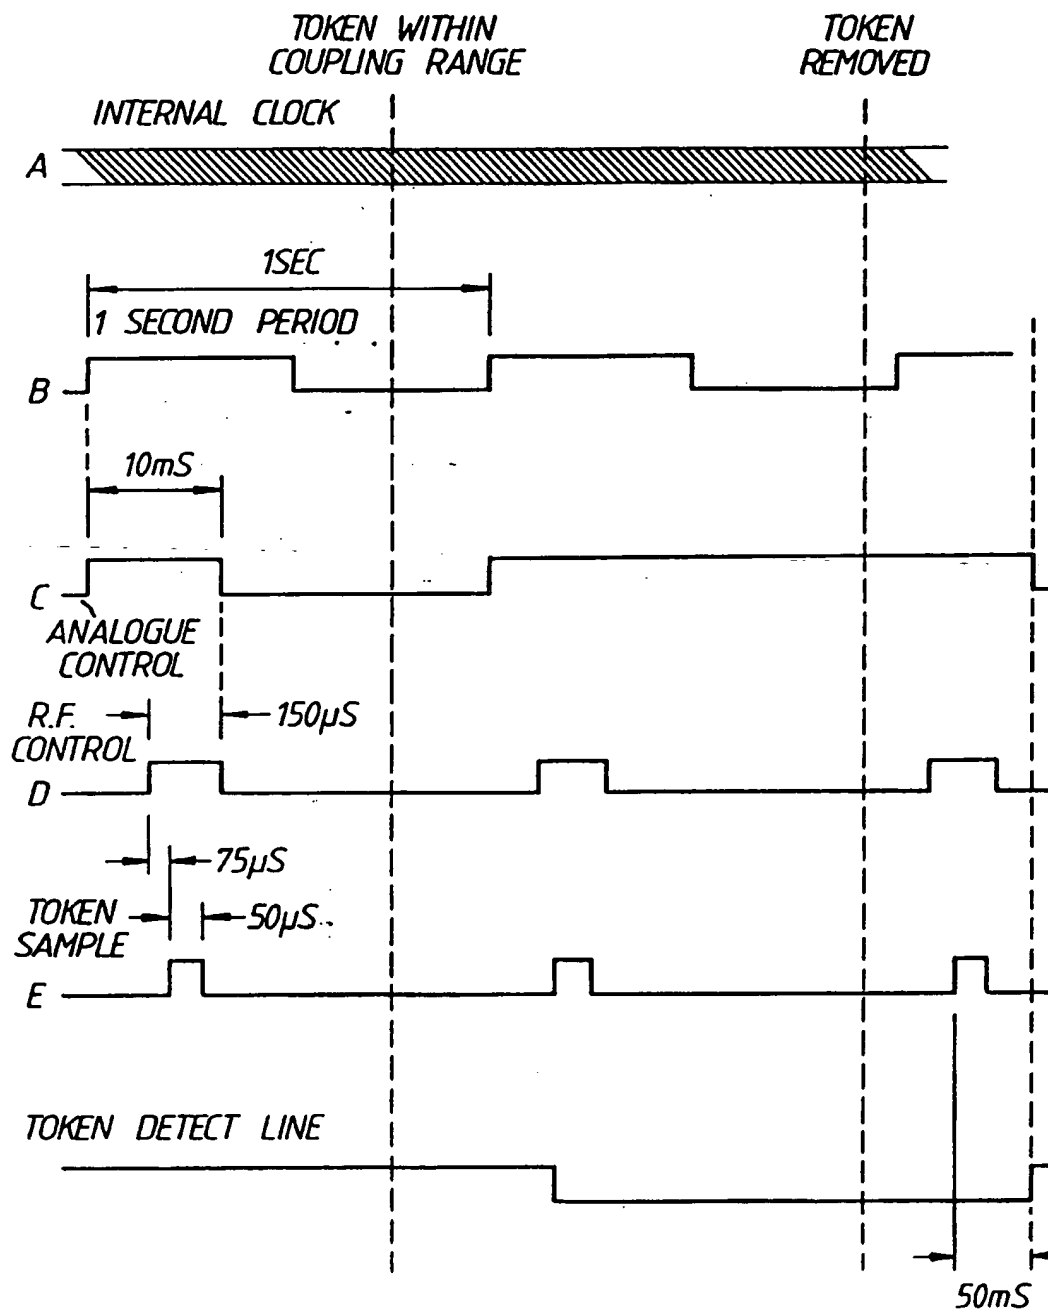 TOKEN WITHIN
COUPLING RANGE
TOKEN
REMOVED
INTERNAL CLOCK
A
1SEC
1 SECOND PERIOD
B
10mS
C
ANALOGUE
CONTROL
R.F.
CONTROL
150µS
D
75µS
TOKEN
SAMPLE
50µS
E
TOKEN DETECT LINE
50mS